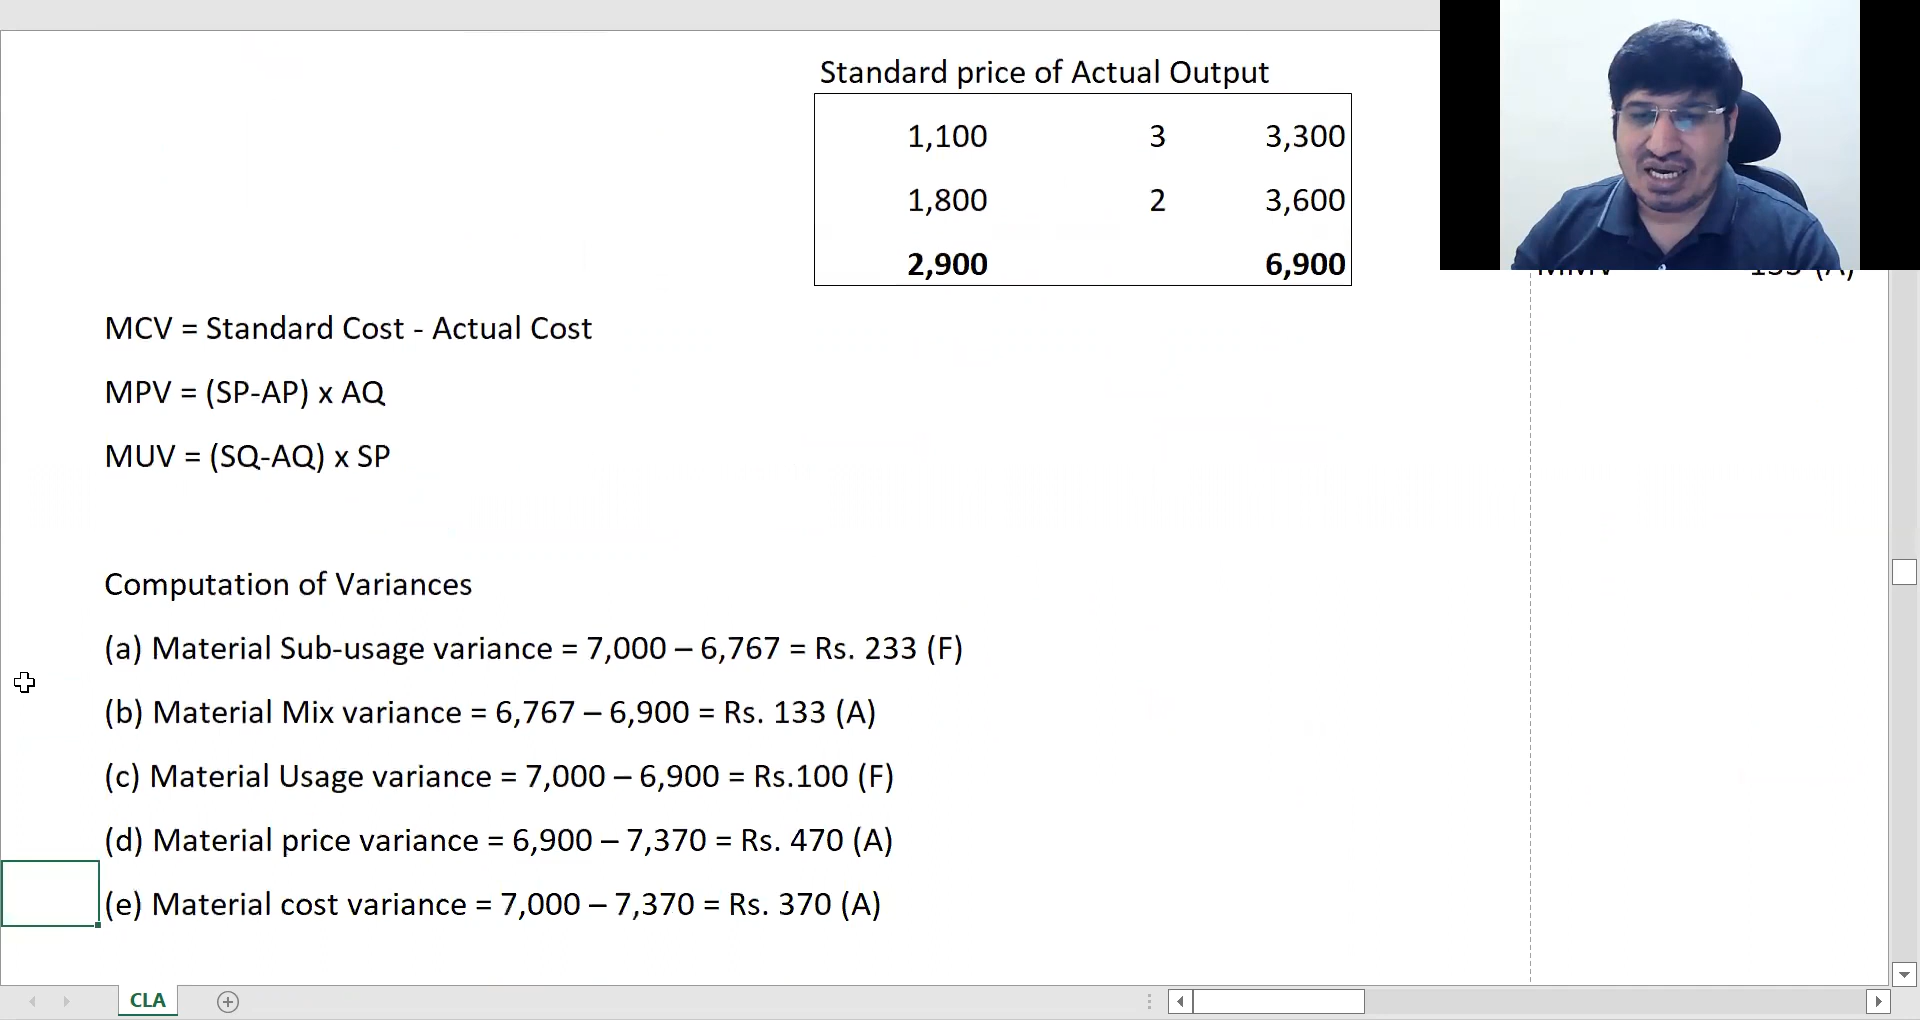 Standard price of Actual Output
1,100 3 3,300
1,800 2 3,600
2,900 6,900
MCV = Standard Cost - Actual Cost
MPV = (SP-AP) x AQ
MUV = (SQ-AQ) x SP
Computation of Variances
(a) Material Sub-usage variance = 7,000 – 6,767 = Rs. 233 (F)
(b) Material Mix variance = 6,767 – 6,900 = Rs. 133 (A)
(c) Material Usage variance = 7,000 – 6,900 = Rs.100 (F)
(d) Material price variance = 6,900 – 7,370 = Rs. 470 (A)
(e) Material cost variance = 7,000 – 7,370 = Rs. 370 (A)
CLA